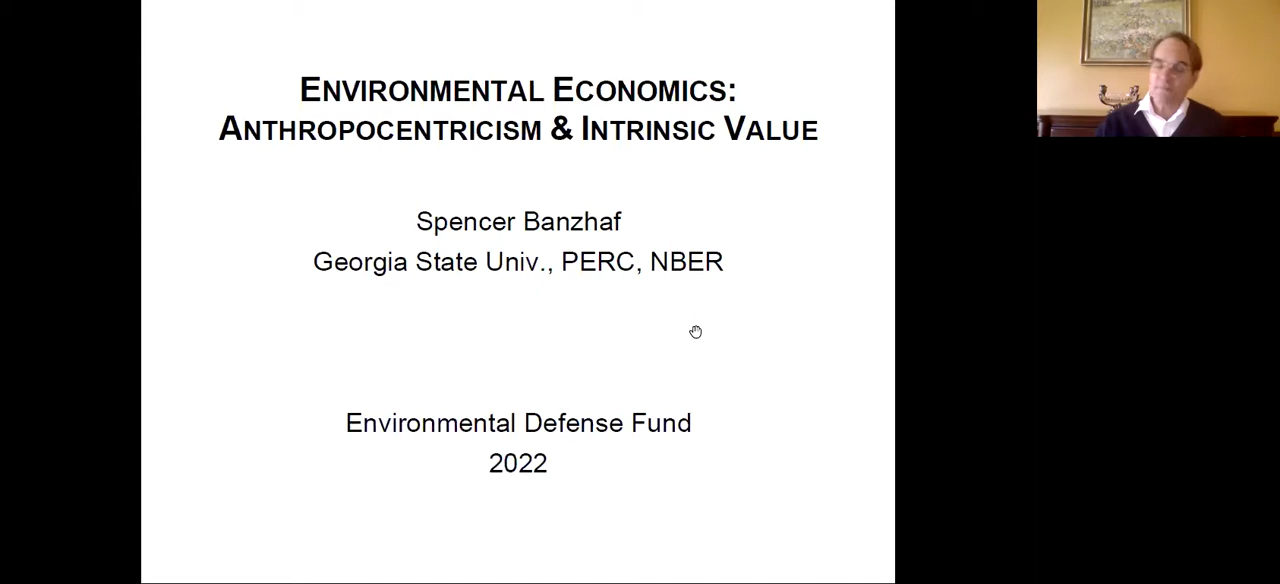 ENVIRONMENTAL ECONOMICS:
ANTHROPOCENTRICISM & INTRINSIC VALUE
Spencer Banzhaf
Georgia State Univ., PERC, NBER
Environmental Defense Fund
2022